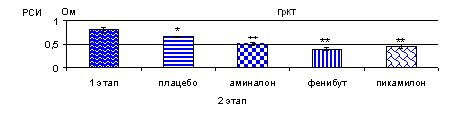 РСИ Ом ГркТ
1
* ** ** **
0,5
0
1 этап плацебо аминалон фенибут пикамилон
2 этап